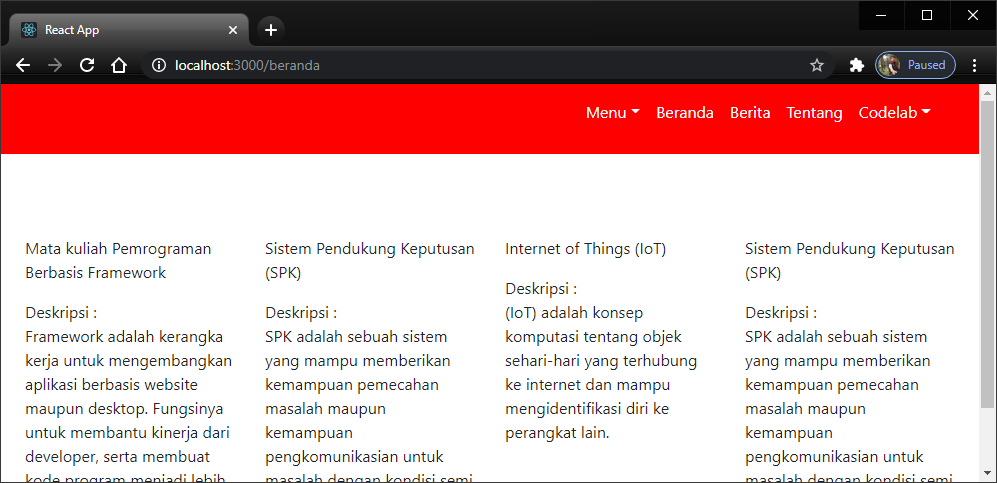 React App
localhost:3000/beranda
Paused
Menu Beranda Berita Tentang Codelab
Mata kuliah Pemrograman
Berbasis Framework
Deskripsi :
Framework adalah kerangka
kerja untuk mengembangkan
aplikasi berbasis website
maupun desktop. Fungsinya
untuk membantu kinerja dari
developer, serta membuat
kode program menjadi lebih
Sistem Pendukung Keputusan
(SPK)
Deskripsi :
SPK adalah sebuah sistem
yang mampu memberikan
kemampuan pemecahan
masalah maupun
kemampuan
pengkomunikasian untuk
masalah dengan kondisi semi
Internet of Things (IoT)
Deskripsi :
(IoT) adalah konsep
komputasi tentang objek
sehari-hari yang terhubung
ke internet dan mampu
mengidentifikasi diri ke
perangkat lain.
Sistem Pendukung Keputusan
(SPK)
Deskripsi :
SPK adalah sebuah sistem
yang mampu memberikan
kemampuan pemecahan
masalah maupun
kemampuan
pengkomunikasian untuk
masalah dengan kondisi semi